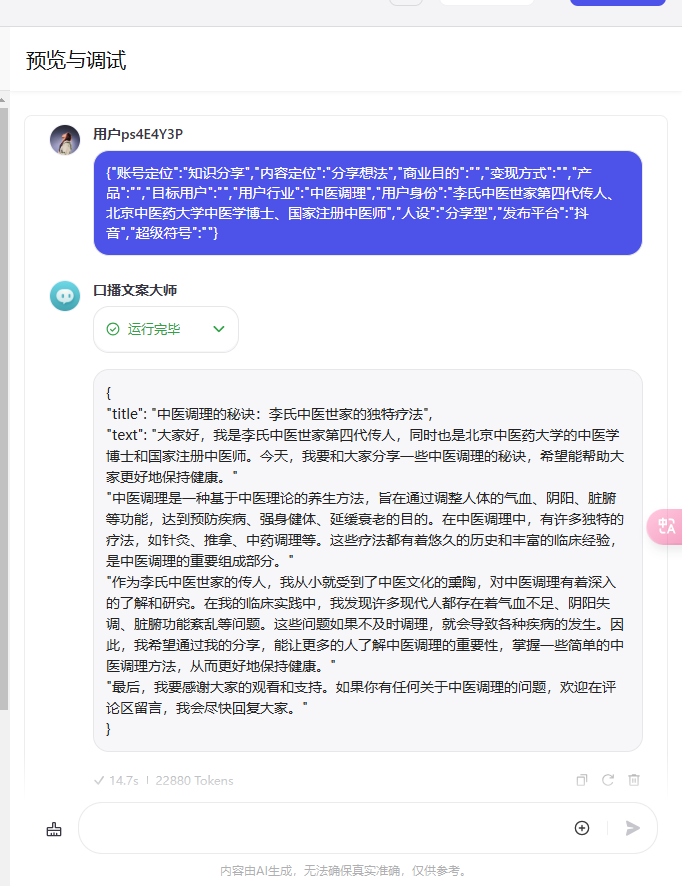 预览与调试
用户ps4E4Y3P
{"账号定位":"知识分享","内容定位":"分享想法","商业目的":"","变现方式":"","产
品":"","目标用户":"","用户行业":"中医调理","用户身份":"李氏中医世家第四代传人、
北京中医药大学中医学博士、国家注册中医师","人设":"分享型","发布平台":"抖
音","超级符号":""}
口播文案大师
运行完毕
{
"title": "中医调理的秘诀：李氏中医世家的独特疗法",
"text": "大家好，我是李氏中医世家第四代传人，同时也是北京中医药大学的中医学
博士和国家注册中医师。今天，我要和大家分享一些中医调理的秘诀，希望能帮助大
家更好地保持健康。"
"中医调理是一种基于中医理论的养生方法，旨在通过调整人体的气血、阴阳、脏腑
等功能，达到预防疾病、强身健体、延缓衰老的目的。在中医调理中，有许多独特的
疗法，如针灸、推拿、中药调理等。这些疗法都有着悠久的历史和丰富的临床经验，
是中医调理的重要组成部分。"
"作为李氏中医世家的传人，我从小就受到了中医文化的熏陶，对中医调理有着深入
的了解和研究。在我的临床实践中，我发现许多现代人都存在着气血不足、阴阳失
调、脏腑功能紊乱等问题。这些问题如果不及时调理，就会导致各种疾病的发生。因
此，我希望通过我的分享，能让更多的人了解中医调理的重要性，掌握一些简单的中
医调理方法，从而更好地保持健康。"
"最后，我要感谢大家的观看和支持。如果你有任何关于中医调理的问题，欢迎在评
论区留言，我会尽快回复大家。"
}
中A
14.7s | 22880 Tokens
内容由AI生成，无法确保真实准确，仅供参考。